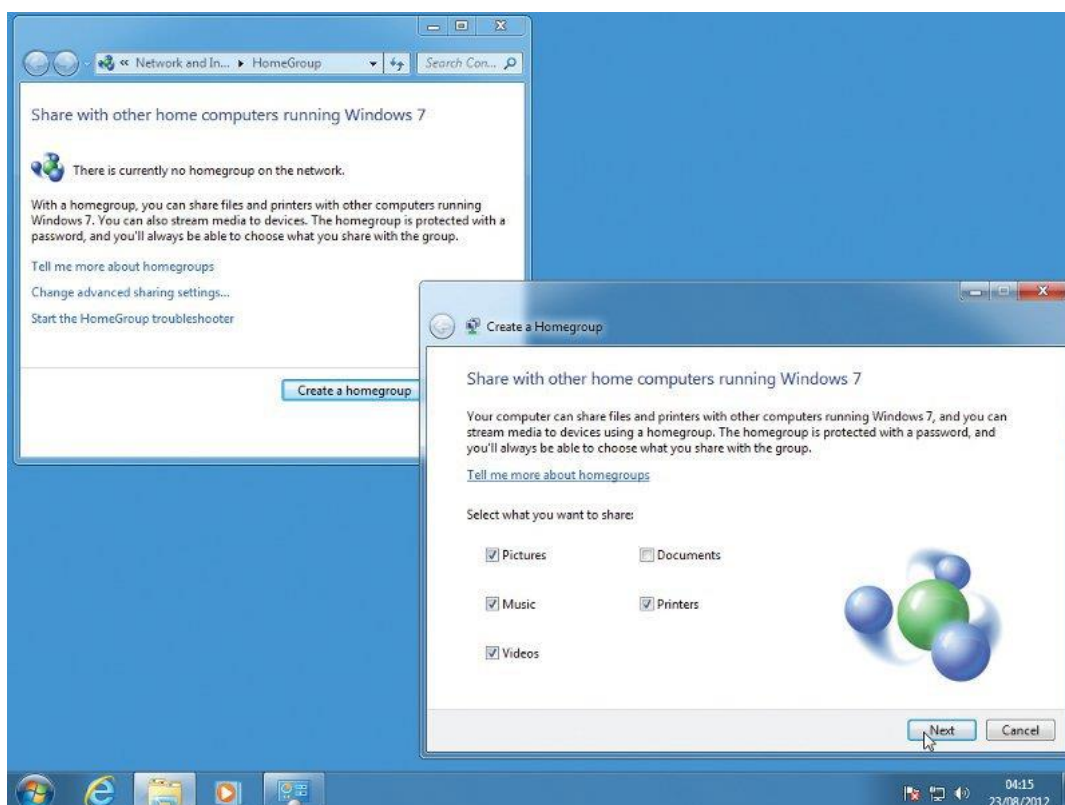 « Network and In... ▸ HomeGroup
Search Con...
Share with other home computers running Windows 7
There is currently no homegroup on the network.
With a homegroup, you can share files and printers with other computers running
Windows 7. You can also stream media to devices. The homegroup is protected with a
password, and you'll always be able to choose what you share with the group.
Tell me more about homegroups
Change advanced sharing settings...
Start the HomeGroup troubleshooter
Create a homegroup
Create a Homegroup
Share with other home computers running Windows 7
Your computer can share files and printers with other computers running Windows 7, and you can
stream media to devices using a homegroup. The homegroup is protected with a password, and
you'll always be able to choose what you share with the group.
Tell me more about homegroups
Select what you want to share:
Pictures
Documents
Music
Printers
Videos
Next
Cancel
04:15
23/08/2012